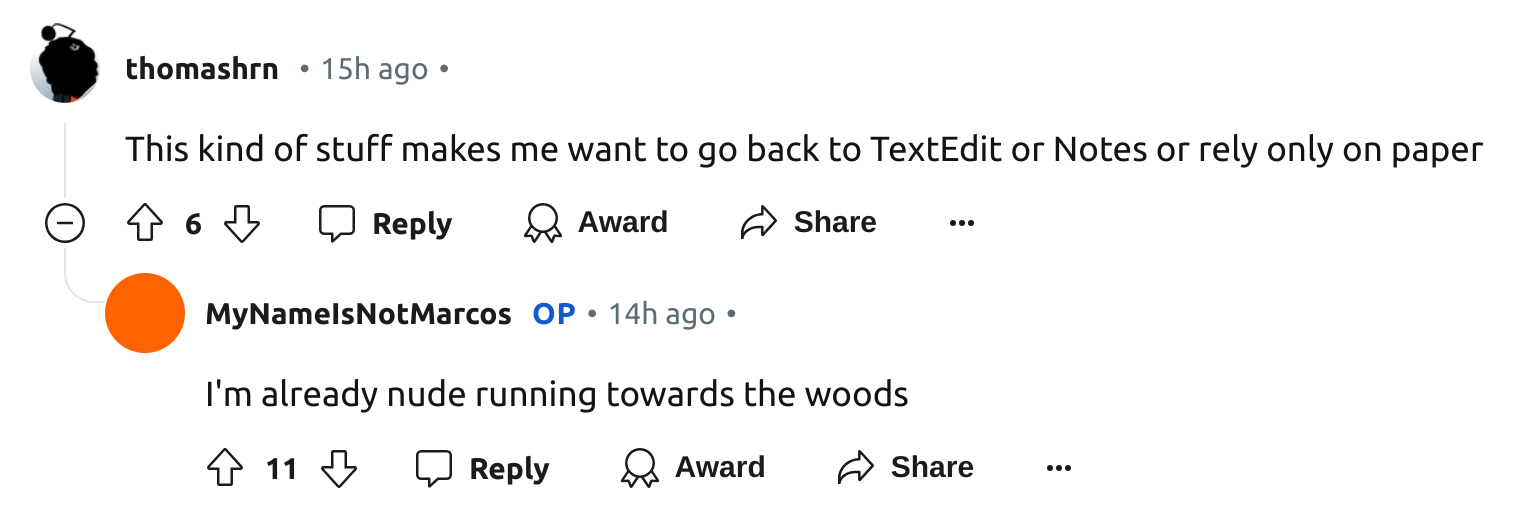 thomashrn • 15h ago •
This kind of stuff makes me want to go back to TextEdit or Notes or rely only on paper
6 Reply Award Share ...
MyNameIsNotMarcos OP • 14h ago •
I'm already nude running towards the woods
11 Reply Award Share ...